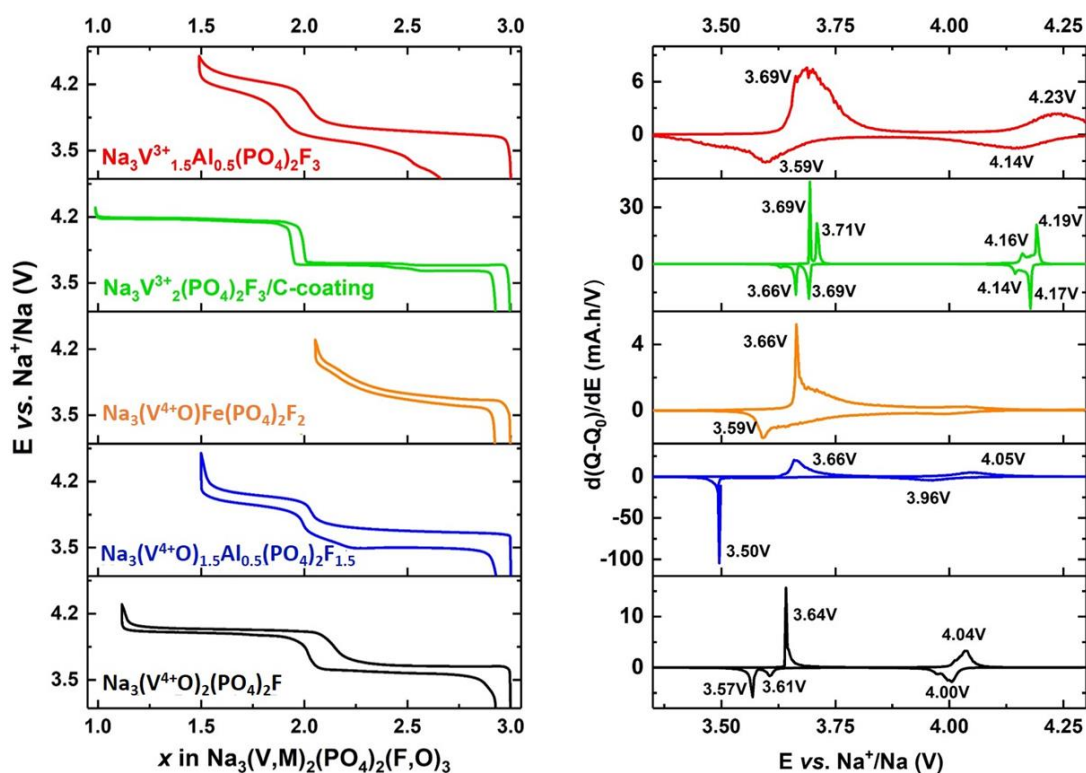 1.0 1.5 2.0 2.5 3.0
4.2
3.5
Na₃V³⁺₁.₅Al₀.₅(PO₄)₂F₃
4.2
3.5
Na₃V³⁺₂(PO₄)₂F₃/C-coating
4.2
3.5
Na₃(V⁴⁺O)Fe(PO₄)₂F₂
4.2
3.5
Na₃(V⁴⁺O)₁.₅Al₀.₅(PO₄)₂F₁.₅
4.2
3.5
Na₃(V⁴⁺O)₂(PO₄)₂F
1.0 1.5 2.0 2.5 3.0
E vs. Na⁺/Na (V)
x in Na₃(V,M)₂(PO₄)₂(F,O)₃
3.50 3.75 4.00 4.25
6
0
3.69V
4.23V
3.59V
4.14V
30
0
3.69V
3.71V
4.16V
4.19V
3.66V
3.69V
4.14V
4.17V
4
0
3.66V
3.59V
0
-50
-100
3.66V
4.05V
3.96V
3.50V
10
0
3.64V
4.04V
3.57V
3.61V
4.00V
3.50 3.75 4.00 4.25
d(Q-Q₀)/dE (mA.h/V)
E vs. Na⁺/Na (V)